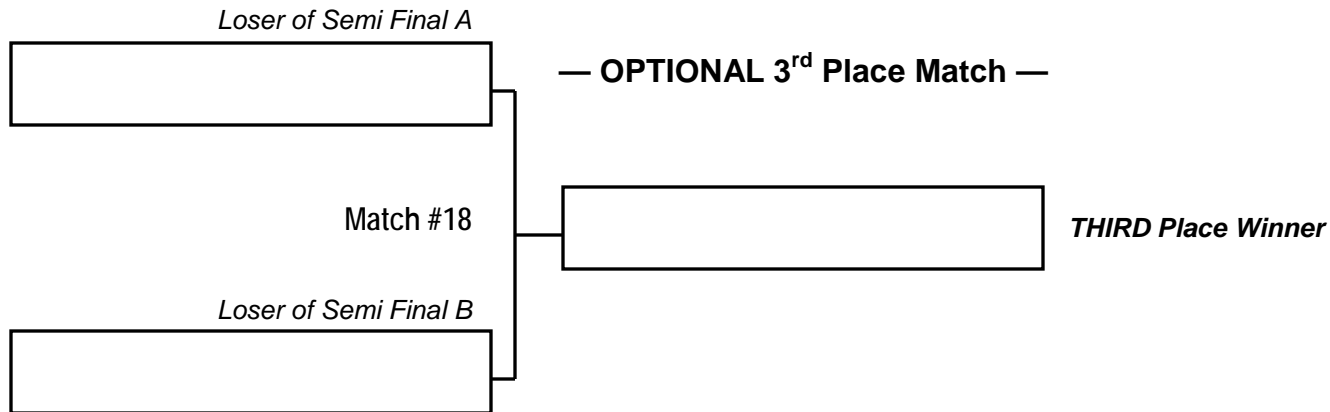 Loser of Semi Final A
— OPTIONAL 3rd Place Match —
Match #18
THIRD Place Winner
Loser of Semi Final B